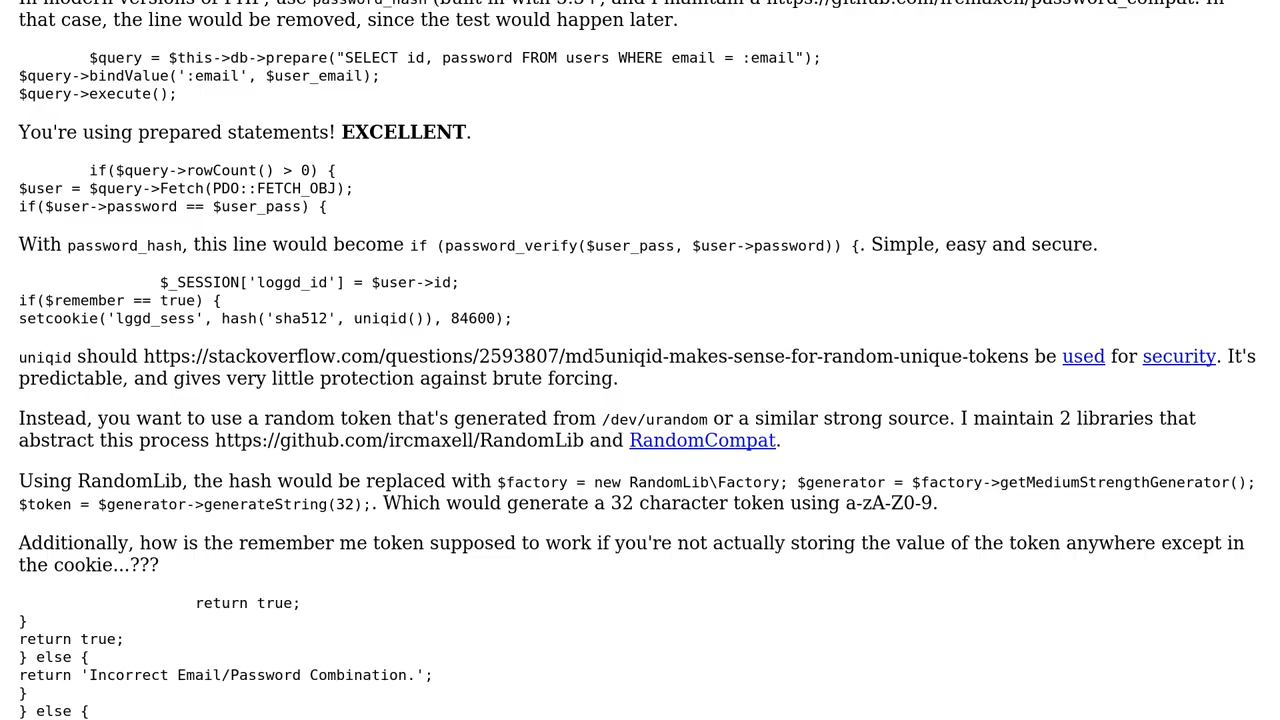 In modern versions of PHP, use password_hash (built in with 5.5+, and I maintain a https://github.com/ircmaxell/password_compat. In
that case, the line would be removed, since the test would happen later.
$query = $this->db->prepare("SELECT id, password FROM users WHERE email = :email");
$query->bindValue(':email', $user_email);
$query->execute();
You're using prepared statements! EXCELLENT.
if($query->rowCount() > 0) {
$user = $query->Fetch(PDO::FETCH_OBJ);
if($user->password == $user_pass) {
With password_hash, this line would become if (password_verify($user_pass, $user->password)) {. Simple, easy and secure.
$_SESSION['loggd_id'] = $user->id;
if($remember == true) {
setcookie('lggd_sess', hash('sha512', uniqid()), 84600);
uniqid should https://stackoverflow.com/questions/2593807/md5uniqid-makes-sense-for-random-unique-tokens be used for security. It's
predictable, and gives very little protection against brute forcing.
Instead, you want to use a random token that's generated from /dev/urandom or a similar strong source. I maintain 2 libraries that
abstract this process https://github.com/ircmaxell/RandomLib and RandomCompat.
Using RandomLib, the hash would be replaced with $factory = new RandomLib\Factory; $generator = $factory->getMediumStrengthGenerator();
$token = $generator->generateString(32);. Which would generate a 32 character token using a-zA-Z0-9.
Additionally, how is the remember me token supposed to work if you're not actually storing the value of the token anywhere except in
the cookie...???
return true;
}
return true;
} else {
return 'Incorrect Email/Password Combination.';
}
} else {